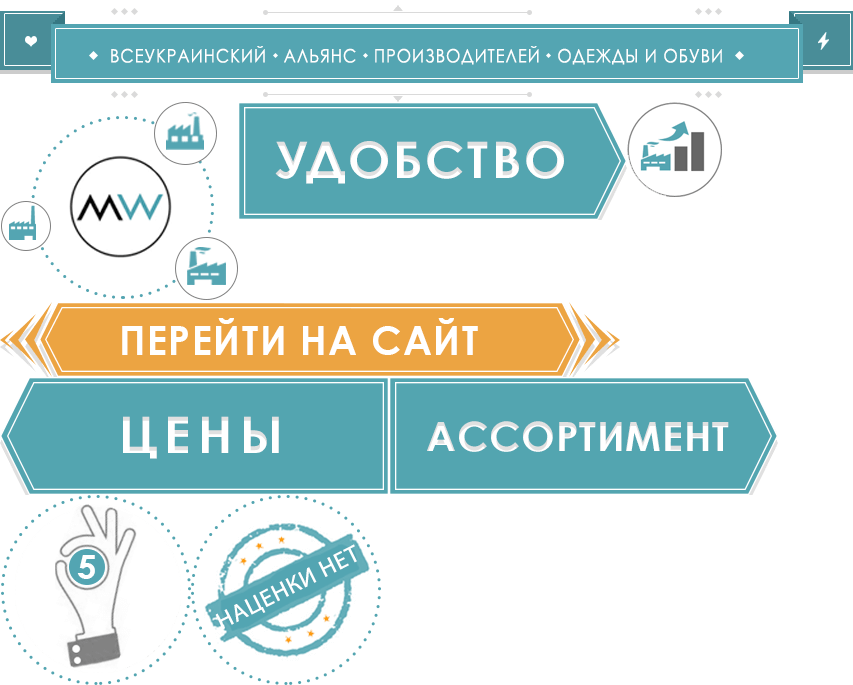 ВСЕУКРАИНСКИЙ • АЛЬЯНС • ПРОИЗВОДИТЕЛЕЙ • ОДЕЖДЫ И ОБУВИ
УДОБСТВО
MW
ПЕРЕЙТИ НА САЙТ
ЦЕНЫ
АССОРТИМЕНТ
5
НАЦЕНКИ НЕТ